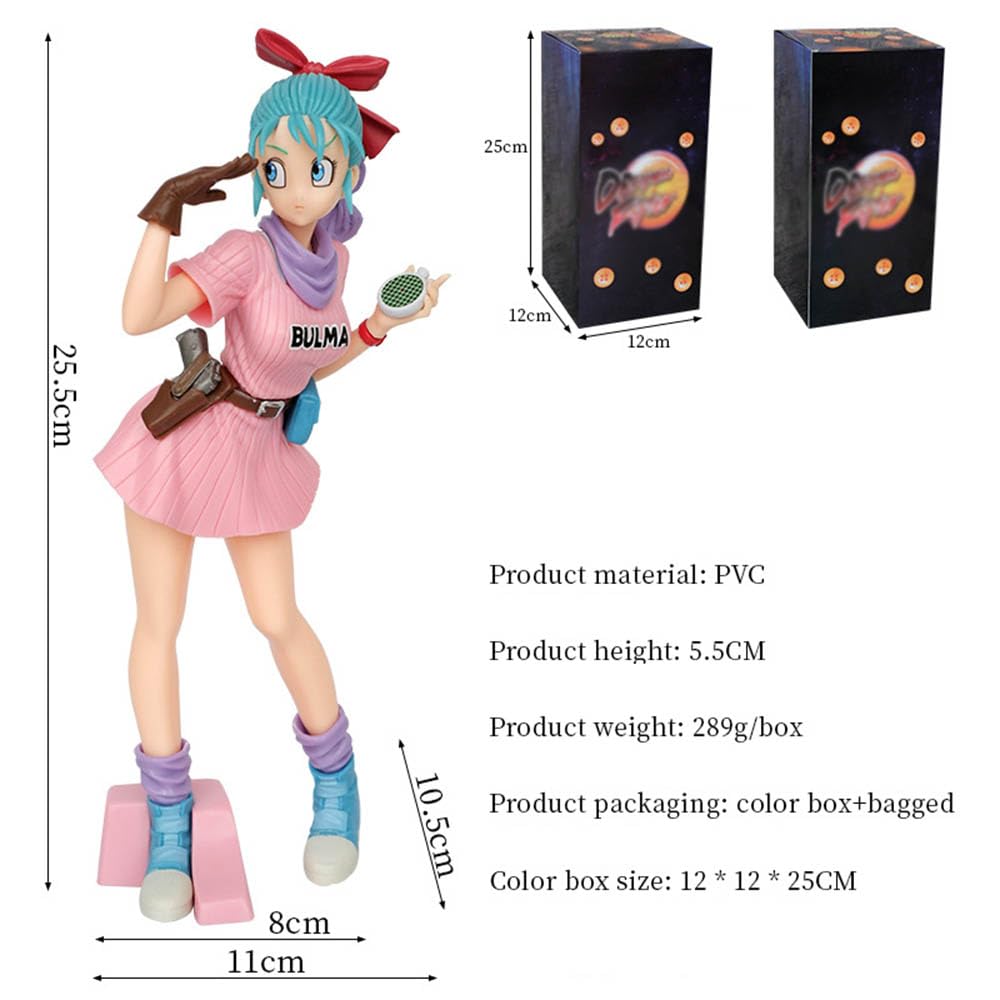 25.5cm
BULMA
25cm
12cm
12cm
Product material: PVC
Product height: 5.5CM
Product weight: 289g/box
Product packaging: color box+bagged
Color box size: 12 * 12 * 25CM
10.5cm
8cm
11cm